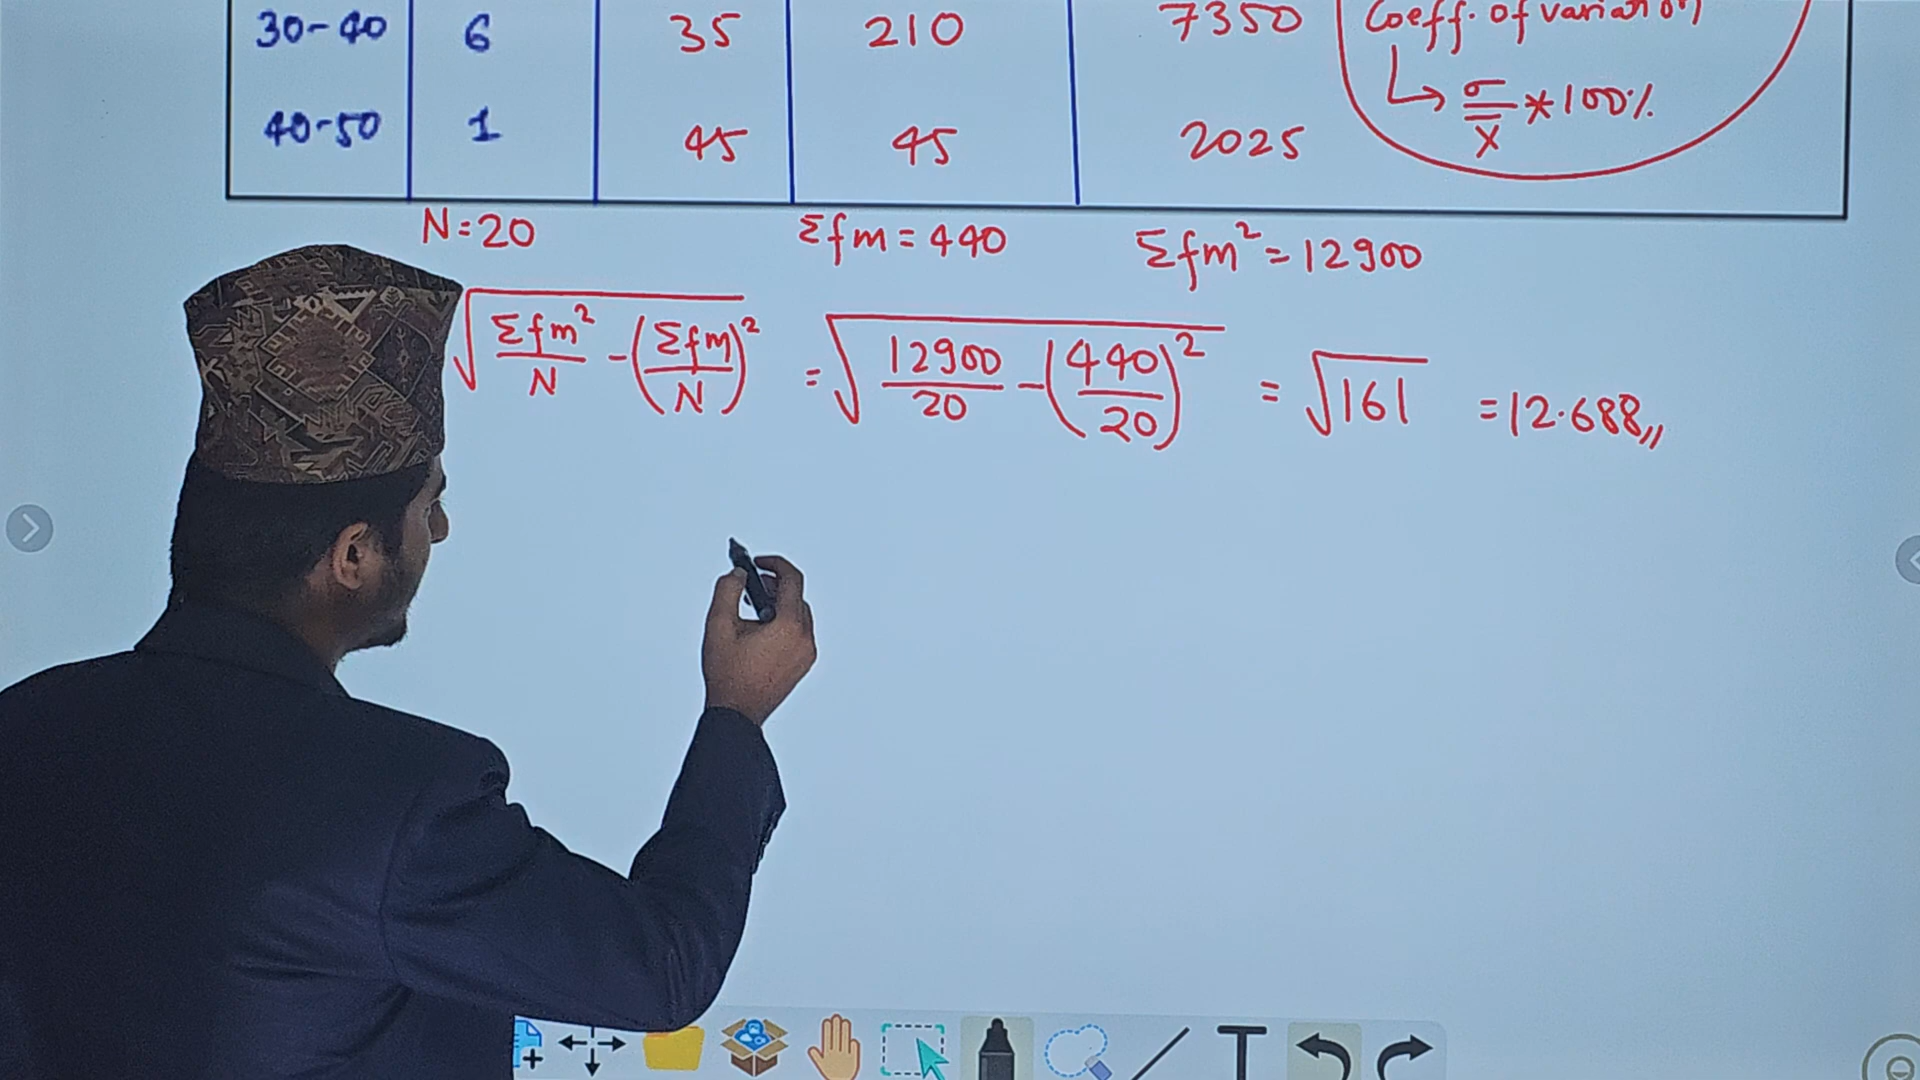 30-40 6 35 210 7350 Coeff. of variation
→ σ/X̄ * 100%
40-50 1 45 45 2025
N=20 Σfm=440 Σfm²=12900
√(Σfm²/N - (Σfm/N)²) = √(12900/20 - (440/20)²) = √161 = 12.688,,
T